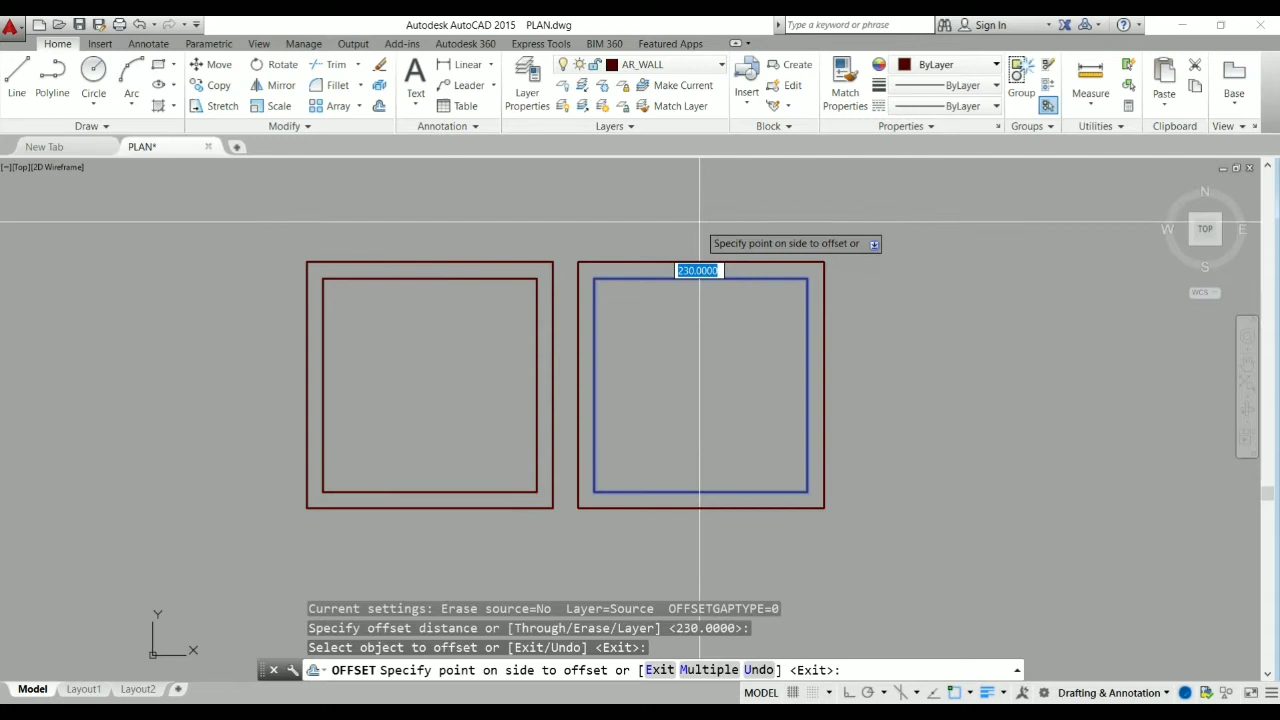 Autodesk AutoCAD 2015 PLAN.dwg
Type a keyword or phrase
Sign In
Home Insert Annotate Parametric View Manage Output Add-ins Autodesk 360 Express Tools BIM 360 Featured Apps
Line
Polyline
Circle
Arc
Draw
Move Rotate Trim
Copy Mirror Fillet
Stretch Scale Array
Modify
Text
Linear
Leader
Table
Annotation
Layer
Properties
AR_WALL
Make Current
Match Layer
Layers
Insert
Create
Edit
Block
Match
Properties
ByLayer
ByLayer
ByLayer
Properties
Group
Groups
Measure
Utilities
Paste
Clipboard
Base
View
New Tab PLAN*
[−][Top][2D Wireframe]
N
W TOP E
S
WCS
Specify point on side to offset or
230.0000
Y
X
Current settings: Erase source=No Layer=Source OFFSETGAPTYPE=0
Specify offset distance or [Through/Erase/Layer] <230.0000>:
Select object to offset or [Exit/Undo] <Exit>:
OFFSET Specify point on side to offset or [Exit Multiple Undo] <Exit>:
Model Layout1 Layout2
MODEL
Drafting & Annotation